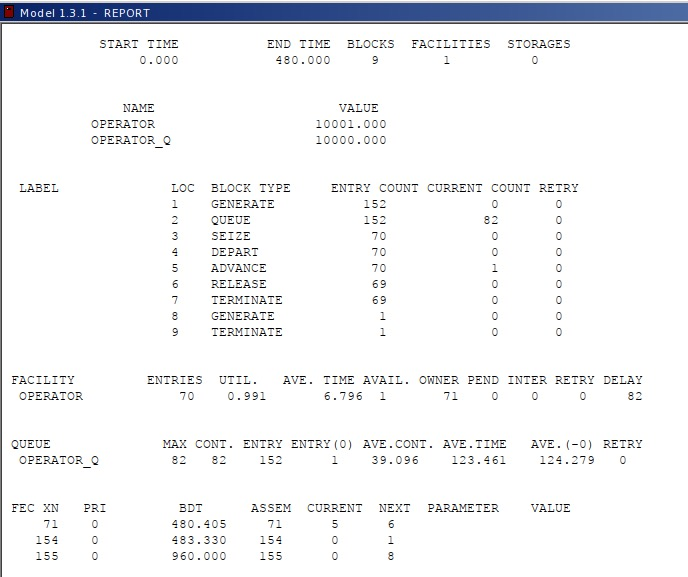 Model 1.3.1 - REPORT
START TIME END TIME BLOCKS FACILITIES STORAGES
0.000 480.000 9 1 0
NAME VALUE
OPERATOR 10001.000
OPERATOR_Q 10000.000
LABEL LOC BLOCK TYPE ENTRY COUNT CURRENT COUNT RETRY
1 GENERATE 152 0 0
2 QUEUE 152 82 0
3 SEIZE 70 0 0
4 DEPART 70 0 0
5 ADVANCE 70 1 0
6 RELEASE 69 0 0
7 TERMINATE 69 0 0
8 GENERATE 1 0 0
9 TERMINATE 1 0 0
FACILITY ENTRIES UTIL. AVE. TIME AVAIL. OWNER PEND INTER RETRY DELAY
OPERATOR 70 0.991 6.796 1 71 0 0 0 82
QUEUE MAX CONT. ENTRY ENTRY(0) AVE.CONT. AVE.TIME AVE.(-0) RETRY
OPERATOR_Q 82 82 152 1 39.096 123.461 124.279 0
FEC XN PRI BDT ASSEM CURRENT NEXT PARAMETER VALUE
71 0 480.405 71 5 6
154 0 483.330 154 0 1
155 0 960.000 155 0 8